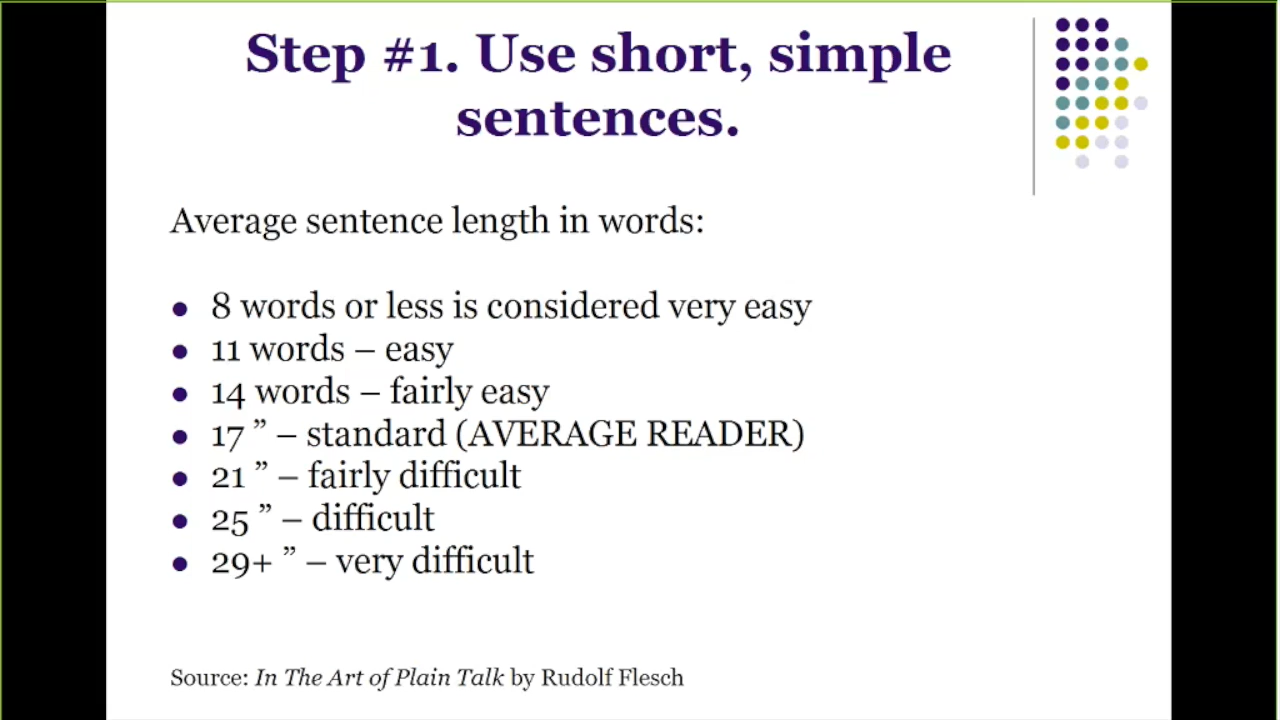 Step #1. Use short, simple
sentences.
Average sentence length in words:
● 8 words or less is considered very easy
● 11 words – easy
● 14 words – fairly easy
● 17 ” – standard (AVERAGE READER)
● 21 ” – fairly difficult
● 25 ” – difficult
● 29+ ” – very difficult
Source: In The Art of Plain Talk by Rudolf Flesch